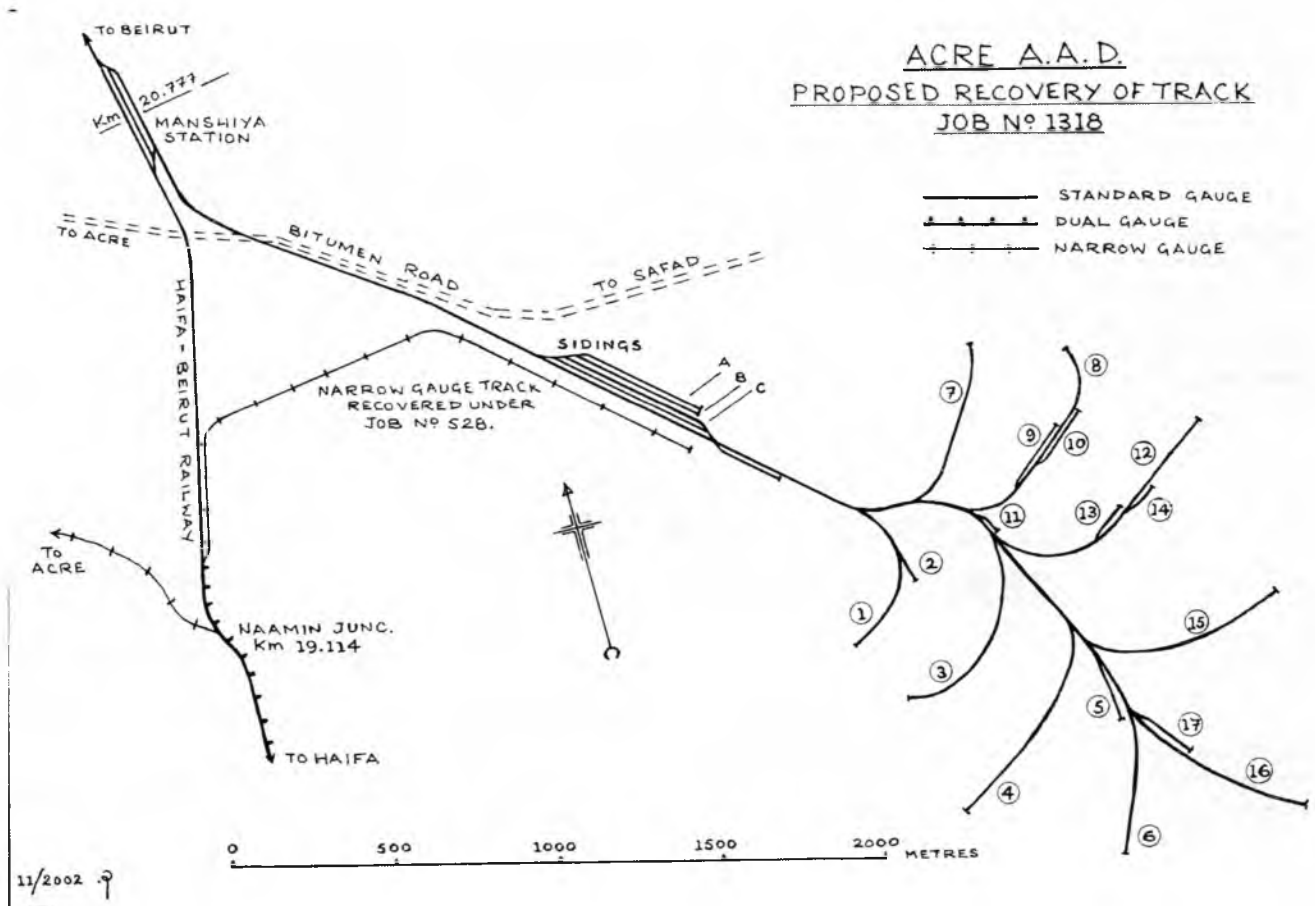 ACRE A.A.D.
PROPOSED RECOVERY OF TRACK
JOB Nº 1318
STANDARD GAUGE
DUAL GAUGE
NARROW GAUGE
TO BEIRUT
Km 20.777
MANSHIYA
STATION
TO ACRE
BITUMEN ROAD
TO SAFAD
HAIFA - BEIRUT RAILWAY
SIDINGS
A
B
C
NARROW GAUGE TRACK
RECOVERED UNDER
JOB Nº 528.
7
8
9
10
12
11
13
14
2
1
15
3
5
17
4
16
6
TO
ACRE
NAAMIN JUNC.
Km 19.114
TO HAIFA
0 500 1000 1500 2000 METRES
11/2002